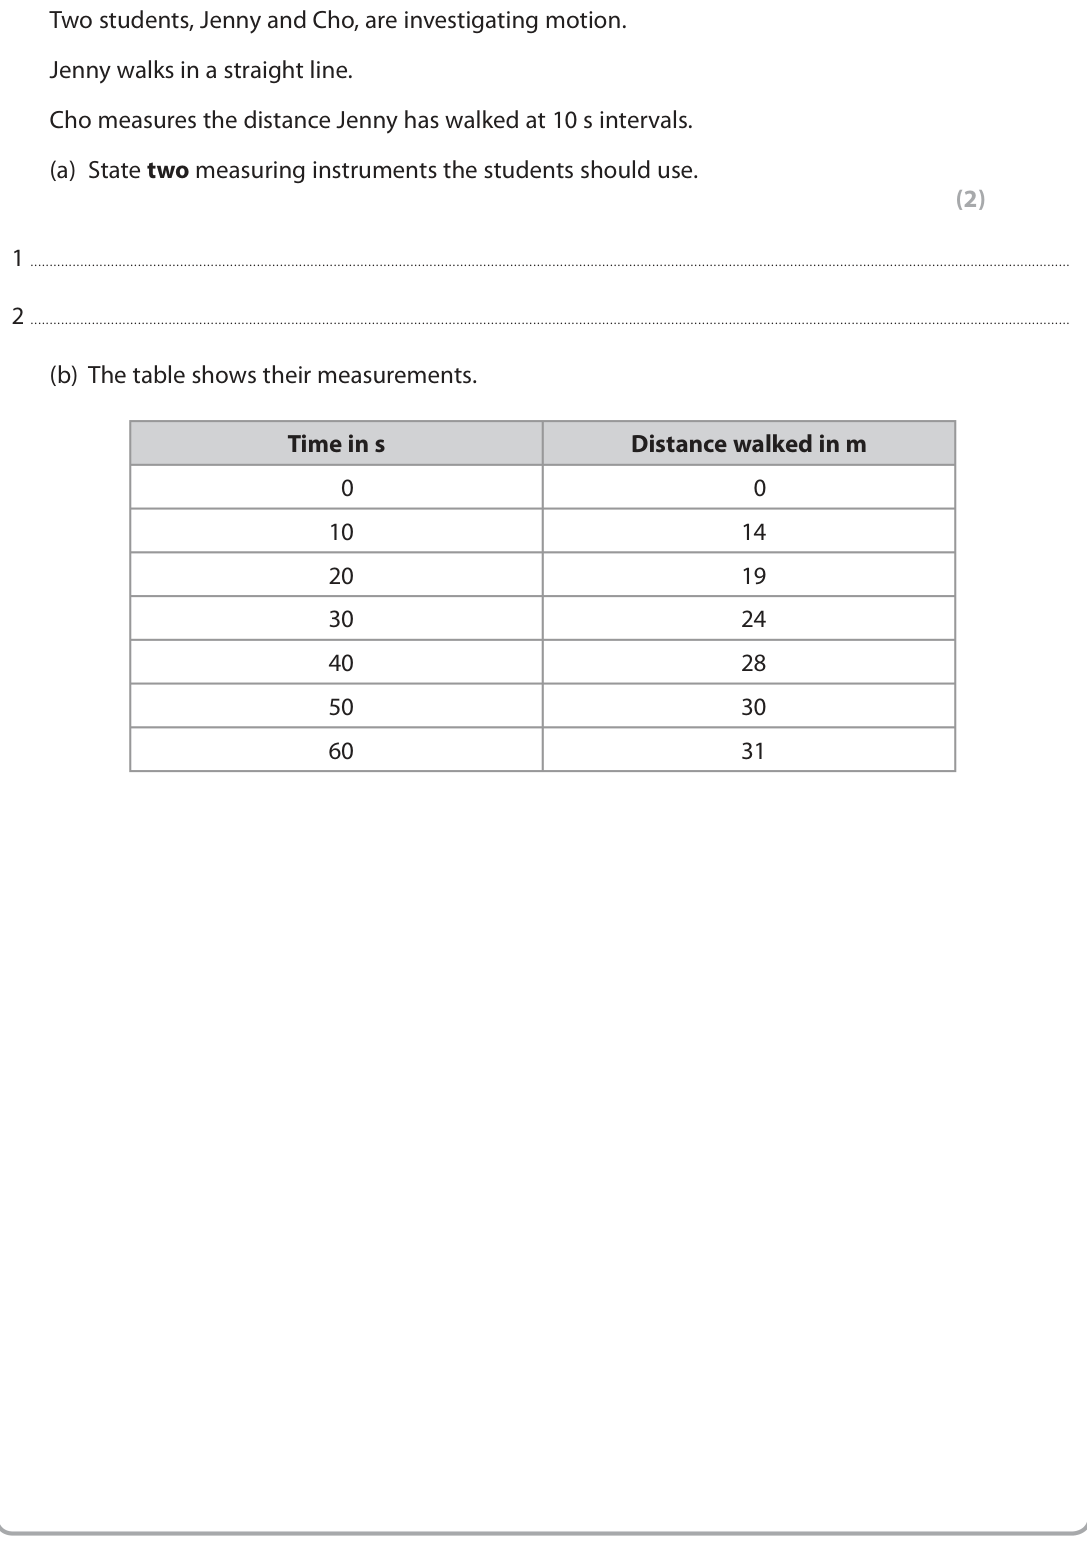 Two students, Jenny and Cho, are investigating motion.
Jenny walks in a straight line.
Cho measures the distance Jenny has walked at 10 s intervals.
(a) State two measuring instruments the students should use.
(2)
1
2
(b) The table shows their measurements.
Time in s Distance walked in m
0 0
10 14
20 19
30 24
40 28
50 30
60 31